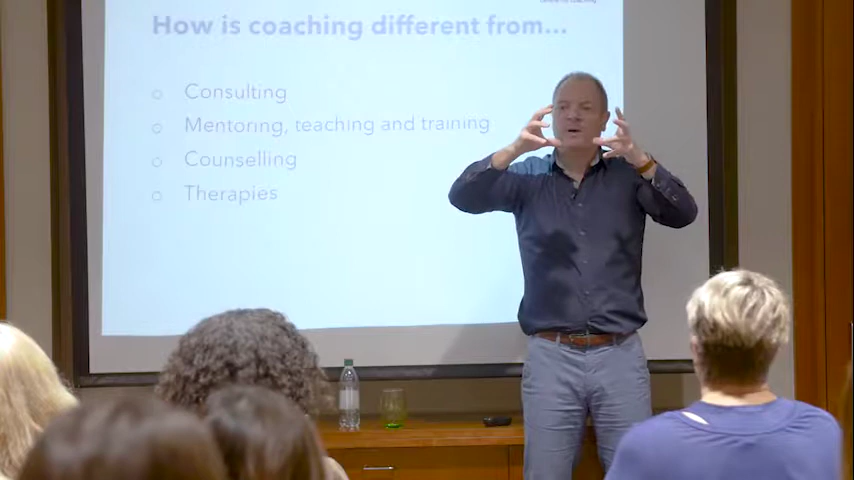 How is coaching different from...
Consulting
Mentoring, teaching and training
Counselling
Therapies